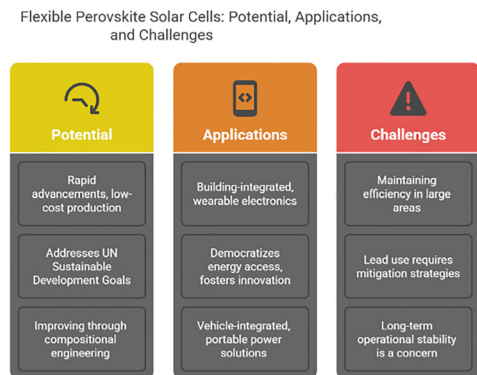 Flexible Perovskite Solar Cells: Potential, Applications,
and Challenges
Potential
Rapid
advancements, low-
cost production
Addresses UN
Sustainable
Development Goals
Improving through
compositional
engineering
Applications
Building-integrated,
wearable electronics
Democratizes
energy access,
fosters innovation
Vehicle-integrated,
portable power
solutions
Challenges
Maintaining
efficiency in large
areas
Lead use requires
mitigation strategies
Long-term
operational stability
is a concern